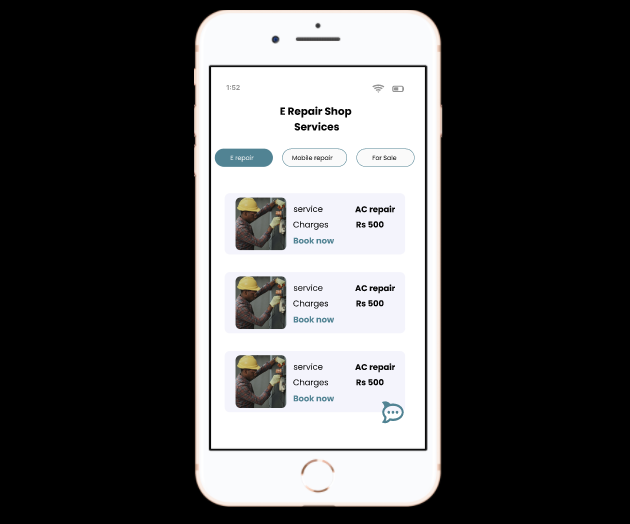 1:52
E Repair Shop
Services
E repair Mobile repair For Sale
service AC repair
Charges Rs 500
Book now
service AC repair
Charges Rs 500
Book now
service AC repair
Charges Rs 500
Book now